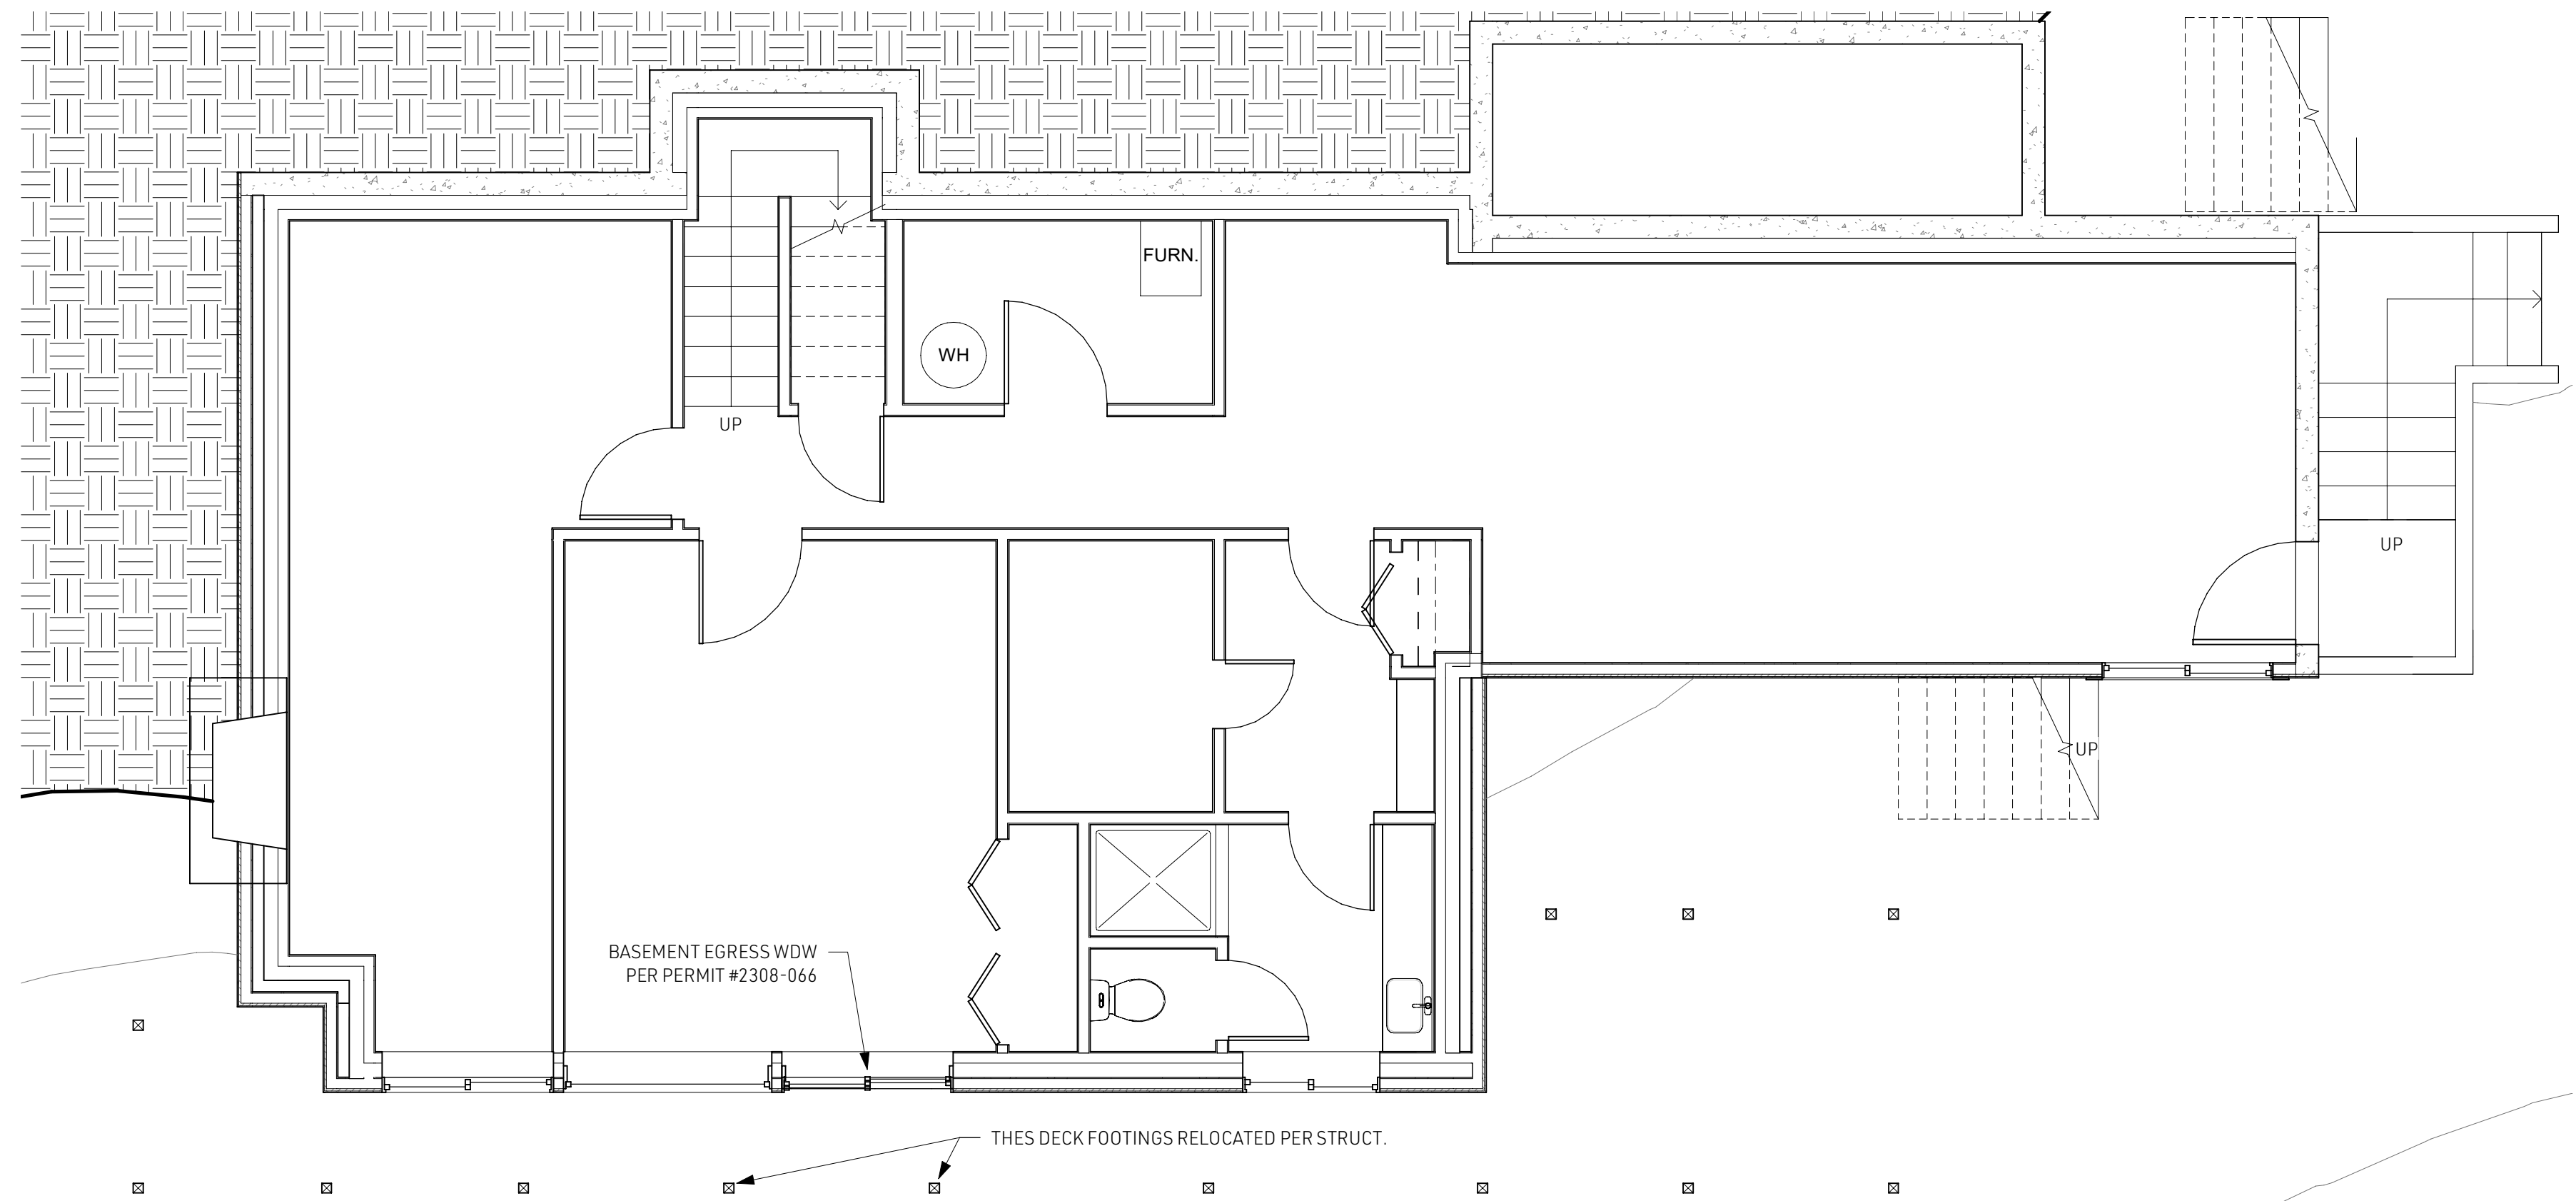 FURN.
WH
UP
UP
UP
BASEMENT EGRESS WDW
PER PERMIT #2308-066
THES DECK FOOTINGS RELOCATED PER STRUCT.